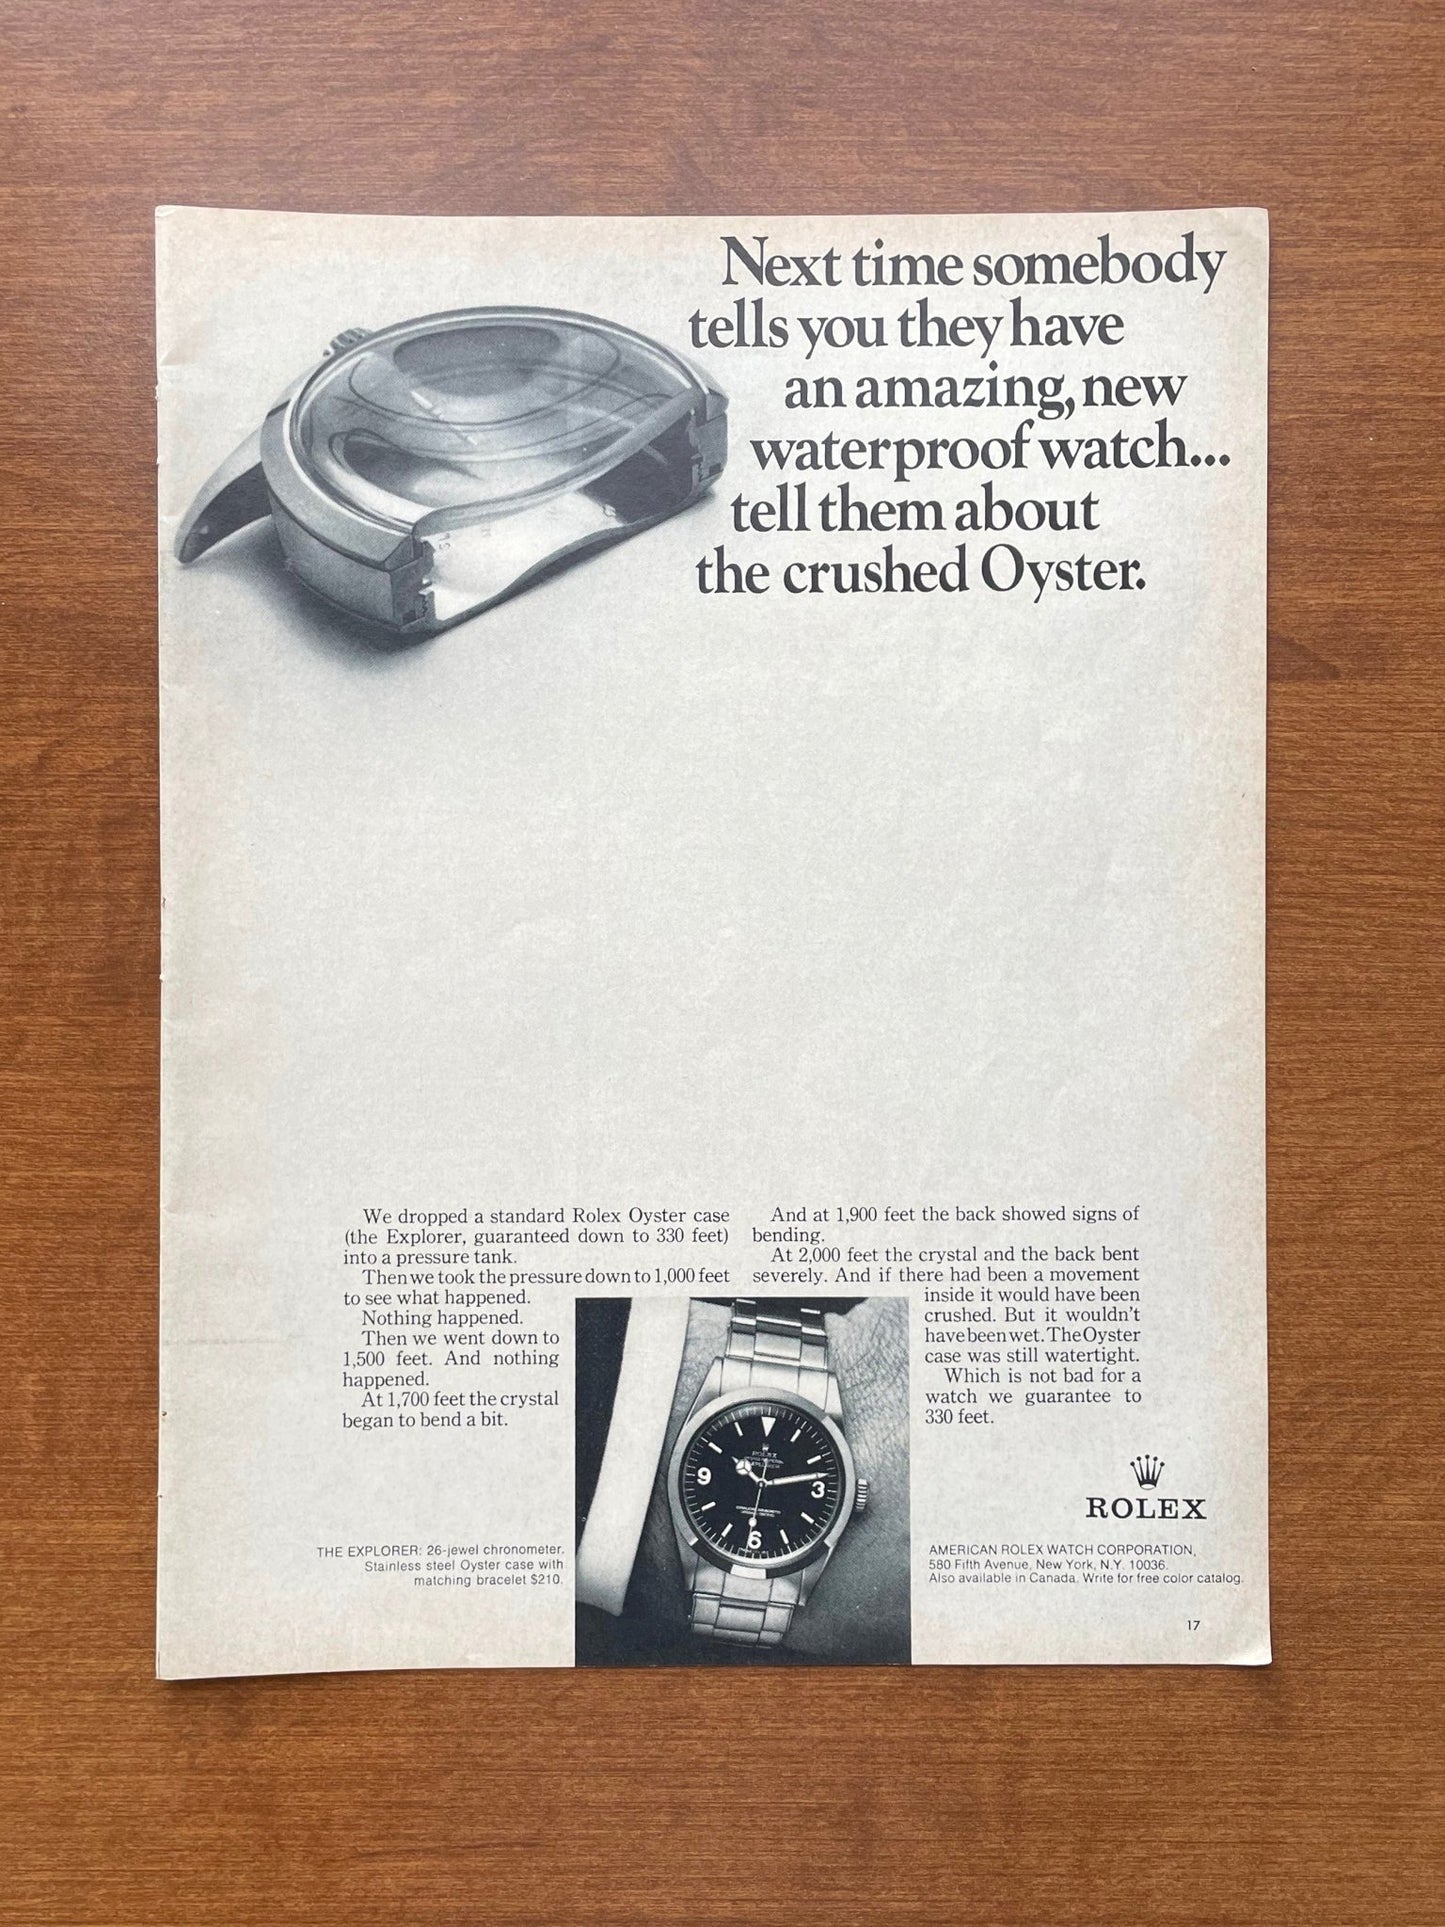 Next time somebody
tells you they have
an amazing, new
waterproof watch...
tell them about
the crushed Oyster.
We dropped a standard Rolex Oyster case
(the Explorer, guaranteed down to 330 feet)
into a pressure tank.
Then we took the pressure down to 1,000 feet
to see what happened.
Nothing happened.
Then we went down to
1,500 feet. And nothing
happened.
At 1,700 feet the crystal
began to bend a bit.
And at 1,900 feet the back showed signs of
bending.
At 2,000 feet the crystal and the back bent
severely. And if there had been a movement
inside it would have been
crushed. But it wouldn't
have been wet. The Oyster
case was still watertight.
Which is not bad for a
watch we guarantee to
330 feet.
ROLEX
EXPLORER
9
3
6
THE EXPLORER: 26-jewel chronometer.
Stainless steel Oyster case with
matching bracelet $210.
ROLEX
AMERICAN ROLEX WATCH CORPORATION,
580 Fifth Avenue, New York, N.Y. 10036.
Also available in Canada. Write for free color catalog.
17